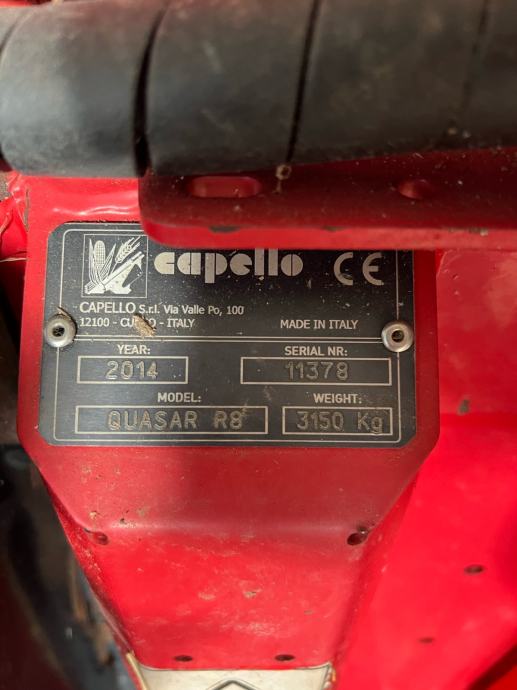 capello CE
CAPELLO S.r.l. Via Valle Po, 100
12100 - - ITALY MADE IN ITALY
YEAR: SERIAL NR:
2014 11378
MODEL: WEIGHT:
QUASAR R8 3150 Kg